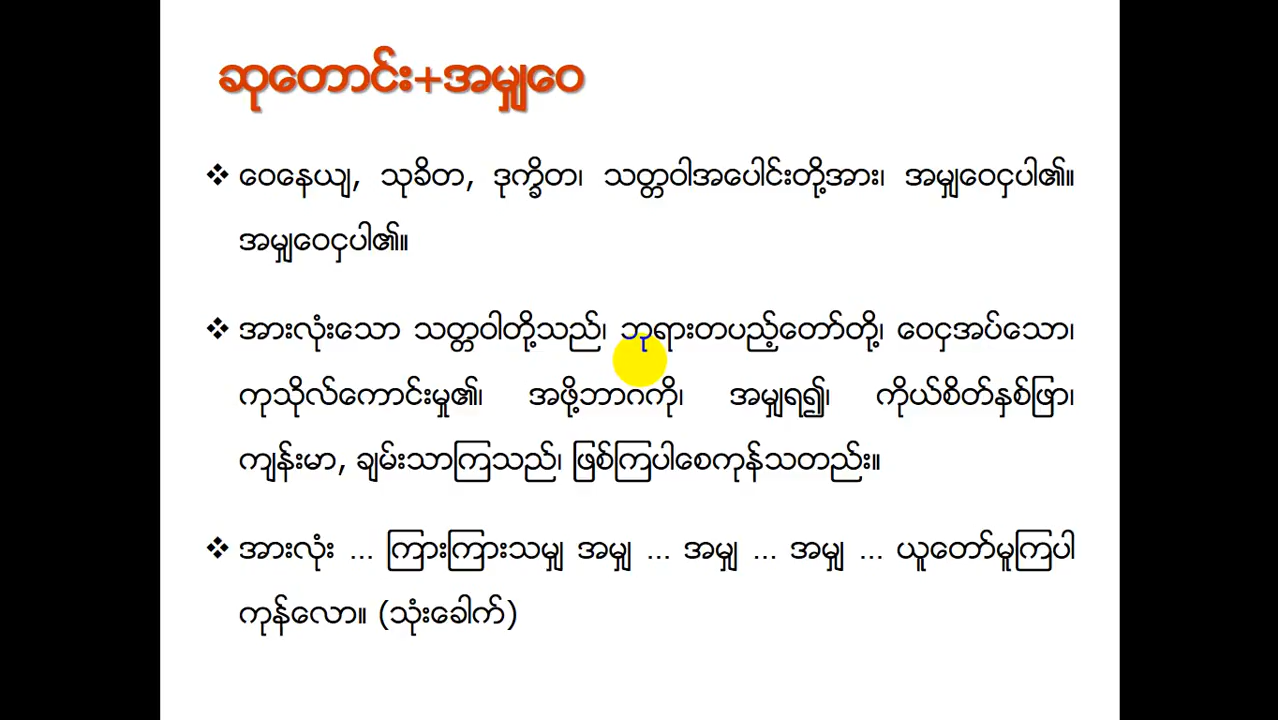 ဆုတောင်း+အမျှဝေ
❖ ဝေနေယျ, သုခိတ, ဒုက္ခိတ၊ သတ္တဝါအပေါင်းတို့အား၊ အမျှဝေငှပါ၏။
အမျှဝေငှပါ၏။
❖ အားလုံးသော သတ္တဝါတို့သည်၊ ဘုရားတပည့်တော်တို့၊ ဝေငှအပ်သော၊
ကုသိုလ်ကောင်းမှု၏၊ အဖို့ဘာဂကို၊ အမျှရ၍၊ ကိုယ်စိတ်နှစ်ဖြာ၊
ကျန်းမာ, ချမ်းသာကြသည်၊ ဖြစ်ကြပါစေကုန်သတည်း။
❖ အားလုံး ... ကြားကြားသမျှ အမျှ ... အမျှ ... အမျှ ... ယူတော်မူကြပါ
ကုန်လော။ (သုံးခေါက်)